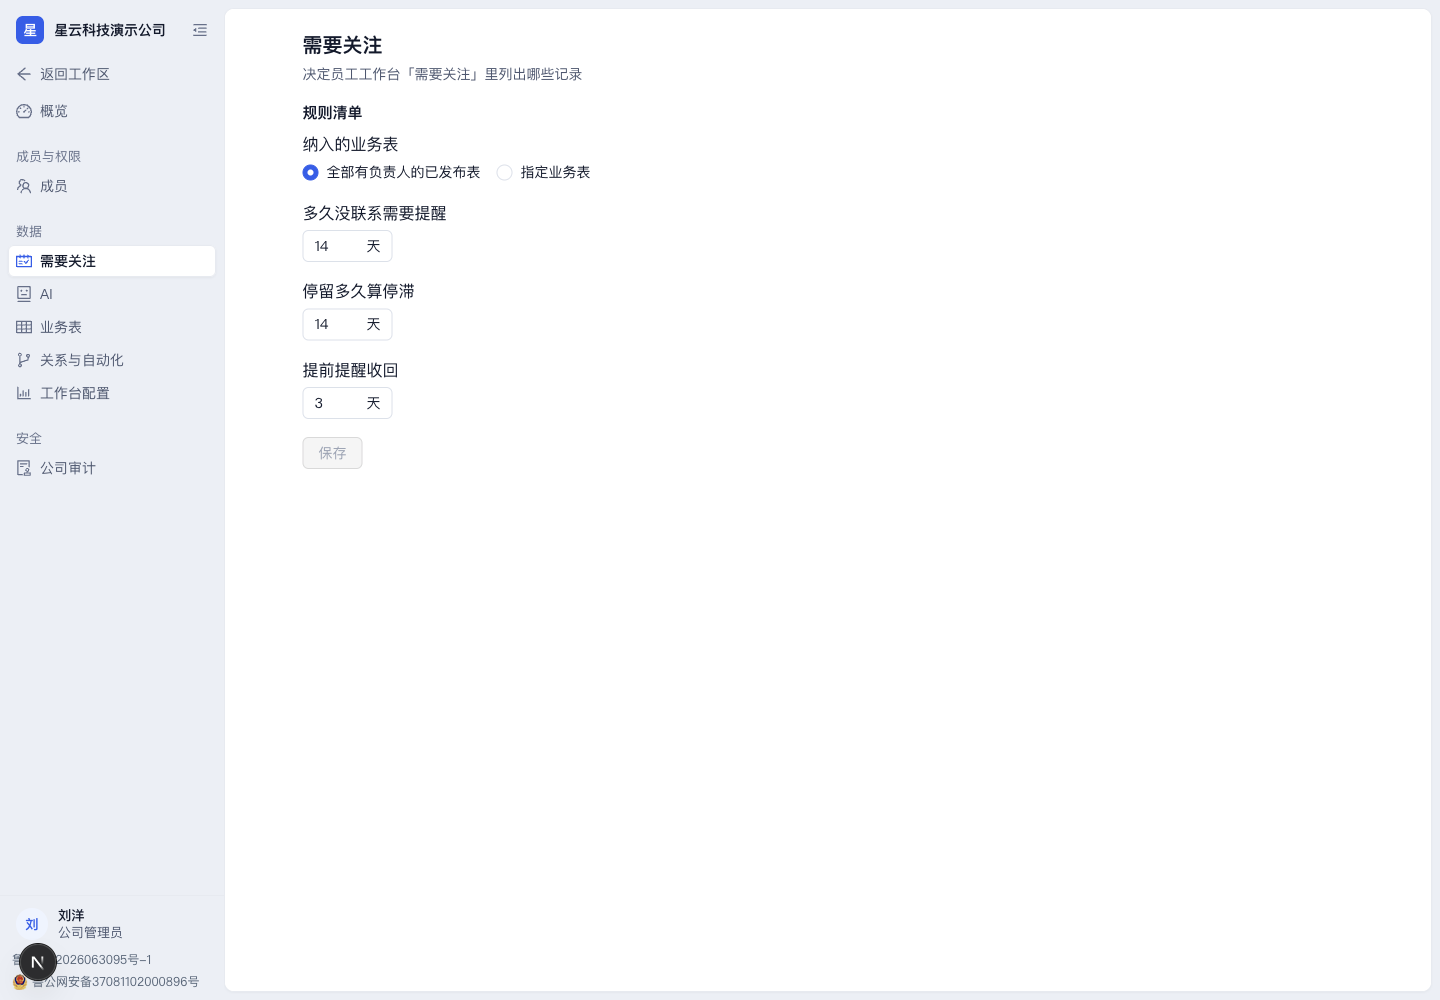 星 星云科技演示公司
返回工作区
概览
成员与权限
成员
数据
需要关注
AI
业务表
关系与自动化
工作台配置
安全
公司审计
刘 刘洋
公司管理员
2026063095号-1
鲁公网安备37081102000896号
需要关注
决定员工工作台「需要关注」里列出哪些记录
规则清单
纳入的业务表
全部有负责人的已发布表 指定业务表
多久没联系需要提醒
14 天
停留多久算停滞
14 天
提前提醒收回
3 天
保存